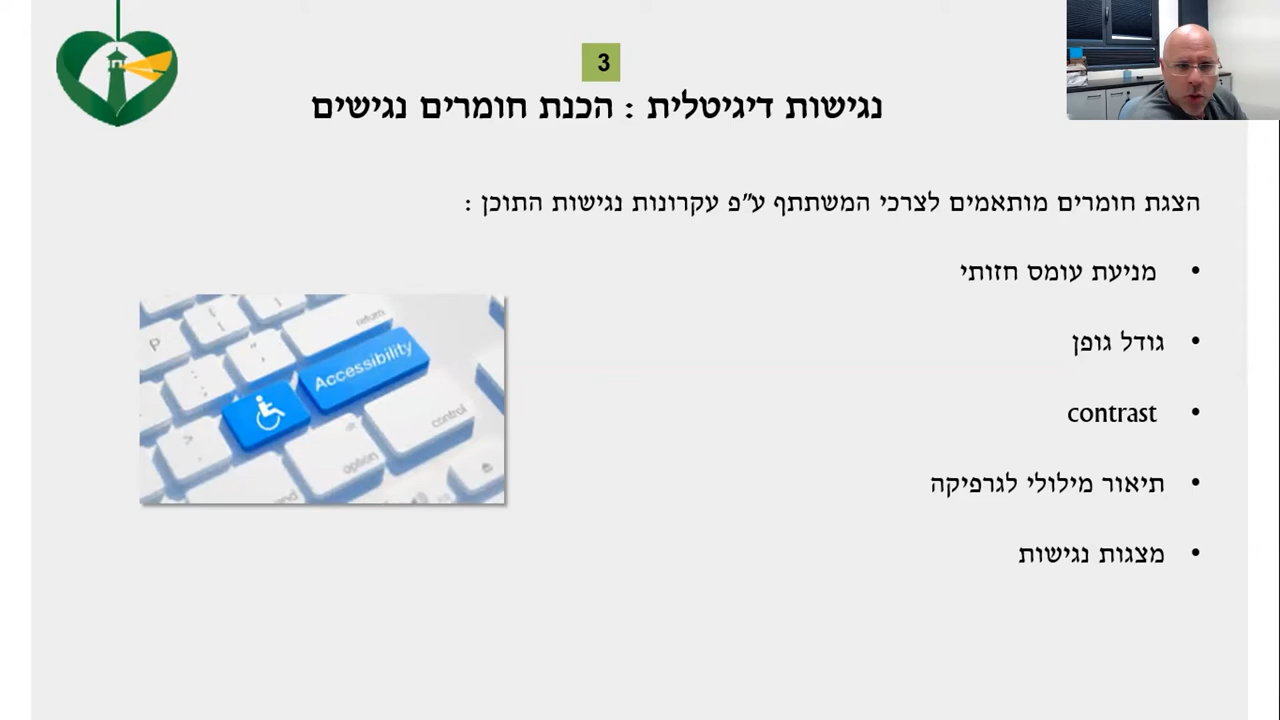 3
נגישות דיגיטלית : הכנת חומרים נגישים
הצגת חומרים מותאמים לצרכי המשתתף ע"פ עקרונות נגישות התוכן :
• מניעת עומס חזותי
• גודל גופן
• contrast
• תיאור מילולי לגרפיקה
• מצגות נגישות
return
P
Accessibility
control
option